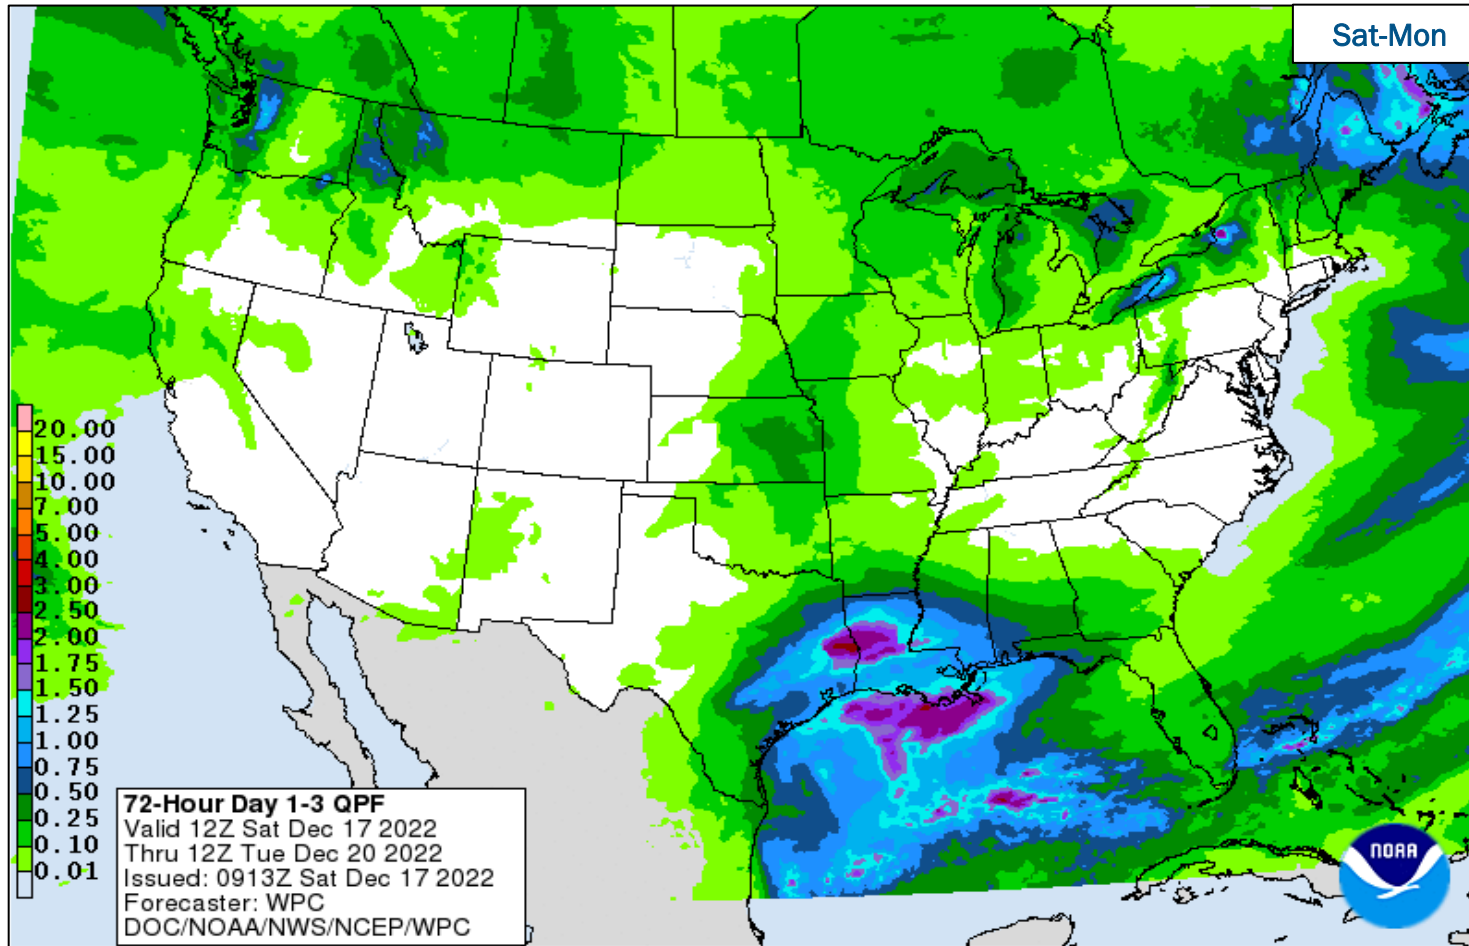 Sat-Mon
20.00
15.00
10.00
7.00
5.00
4.00
3.00
2.50
2.00
1.75
1.50
1.25
1.00
0.75
0.50
0.25
0.10
0.01
72-Hour Day 1-3 QPF
Valid 12Z Sat Dec 17 2022
Thru 12Z Tue Dec 20 2022
Issued: 0913Z Sat Dec 17 2022
Forecaster: WPC
DOC/NOAA/NWS/NCEP/WPC
NOAA